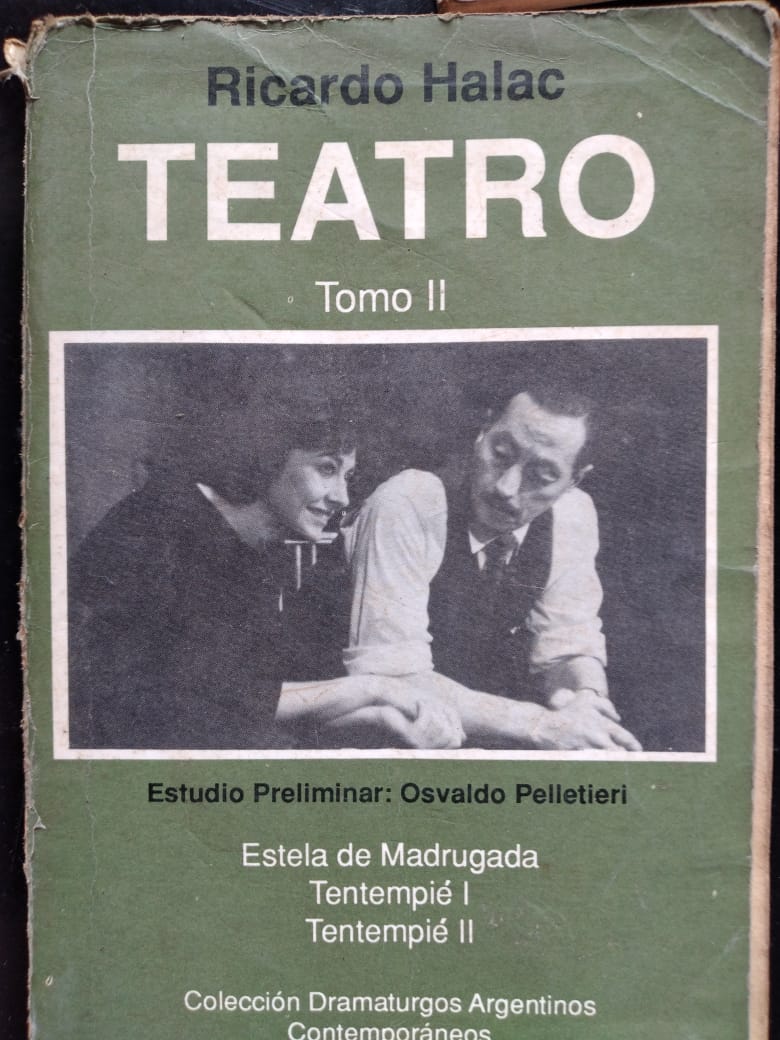 Ricardo Halac
TEATRO
Tomo II
Estudio Preliminar: Osvaldo Pelletieri
Estela de Madrugada
Tentempié I
Tentempié II
Colección Dramaturgos Argentinos
Contemporáneos